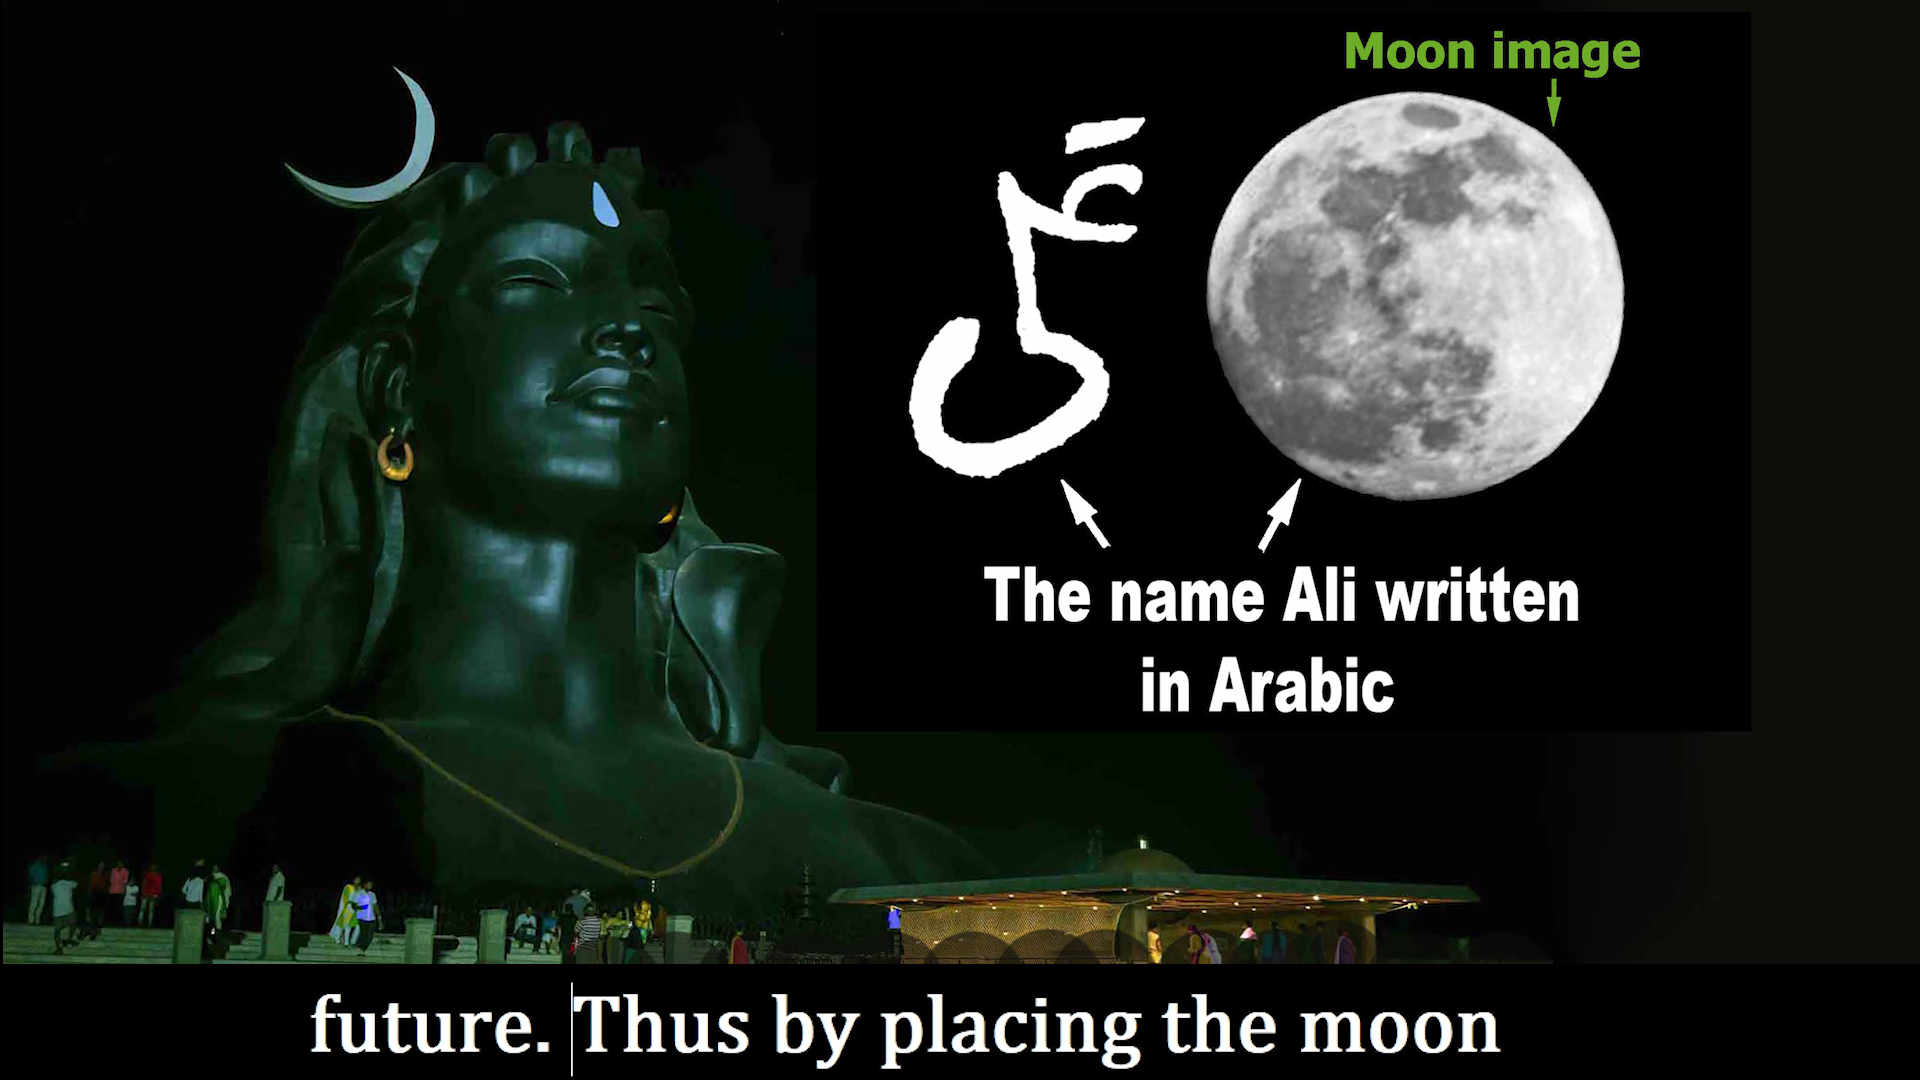 Moon image
علی
The name Ali written
in Arabic
future. Thus by placing the moon